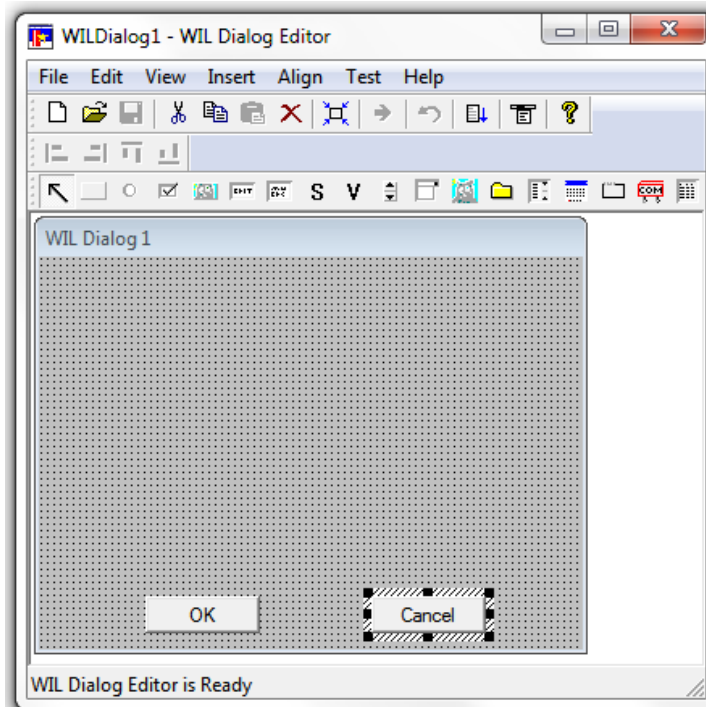 WILDialog1 - WIL Dialog Editor
File Edit View Insert Align Test Help
S V COM
WIL Dialog 1
OK Cancel
WIL Dialog Editor is Ready